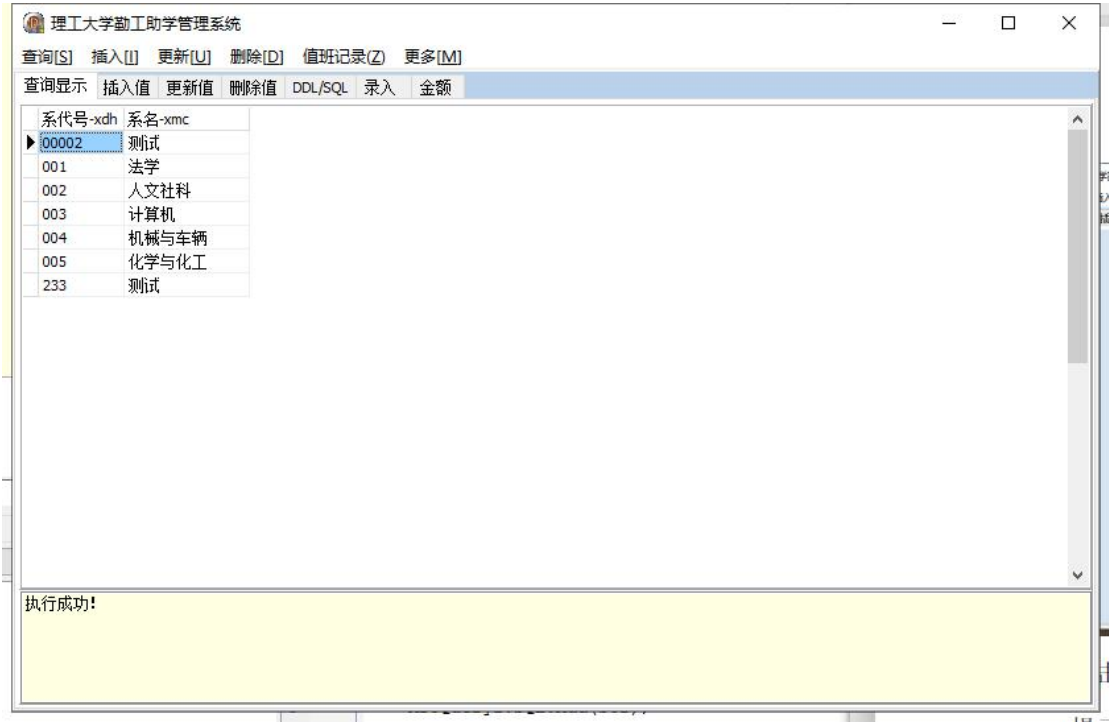 理工大学勤工助学管理系统
查询[S] 插入[I] 更新[U] 删除[D] 值班记录(Z) 更多[M]
查询显示 插入值 更新值 删除值 DDL/SQL 录入 金额
系代号-xdh 系名-xmc
00002 测试
001 法学
002 人文社科
003 计算机
004 机械与车辆
005 化学与化工
233 测试
执行成功!